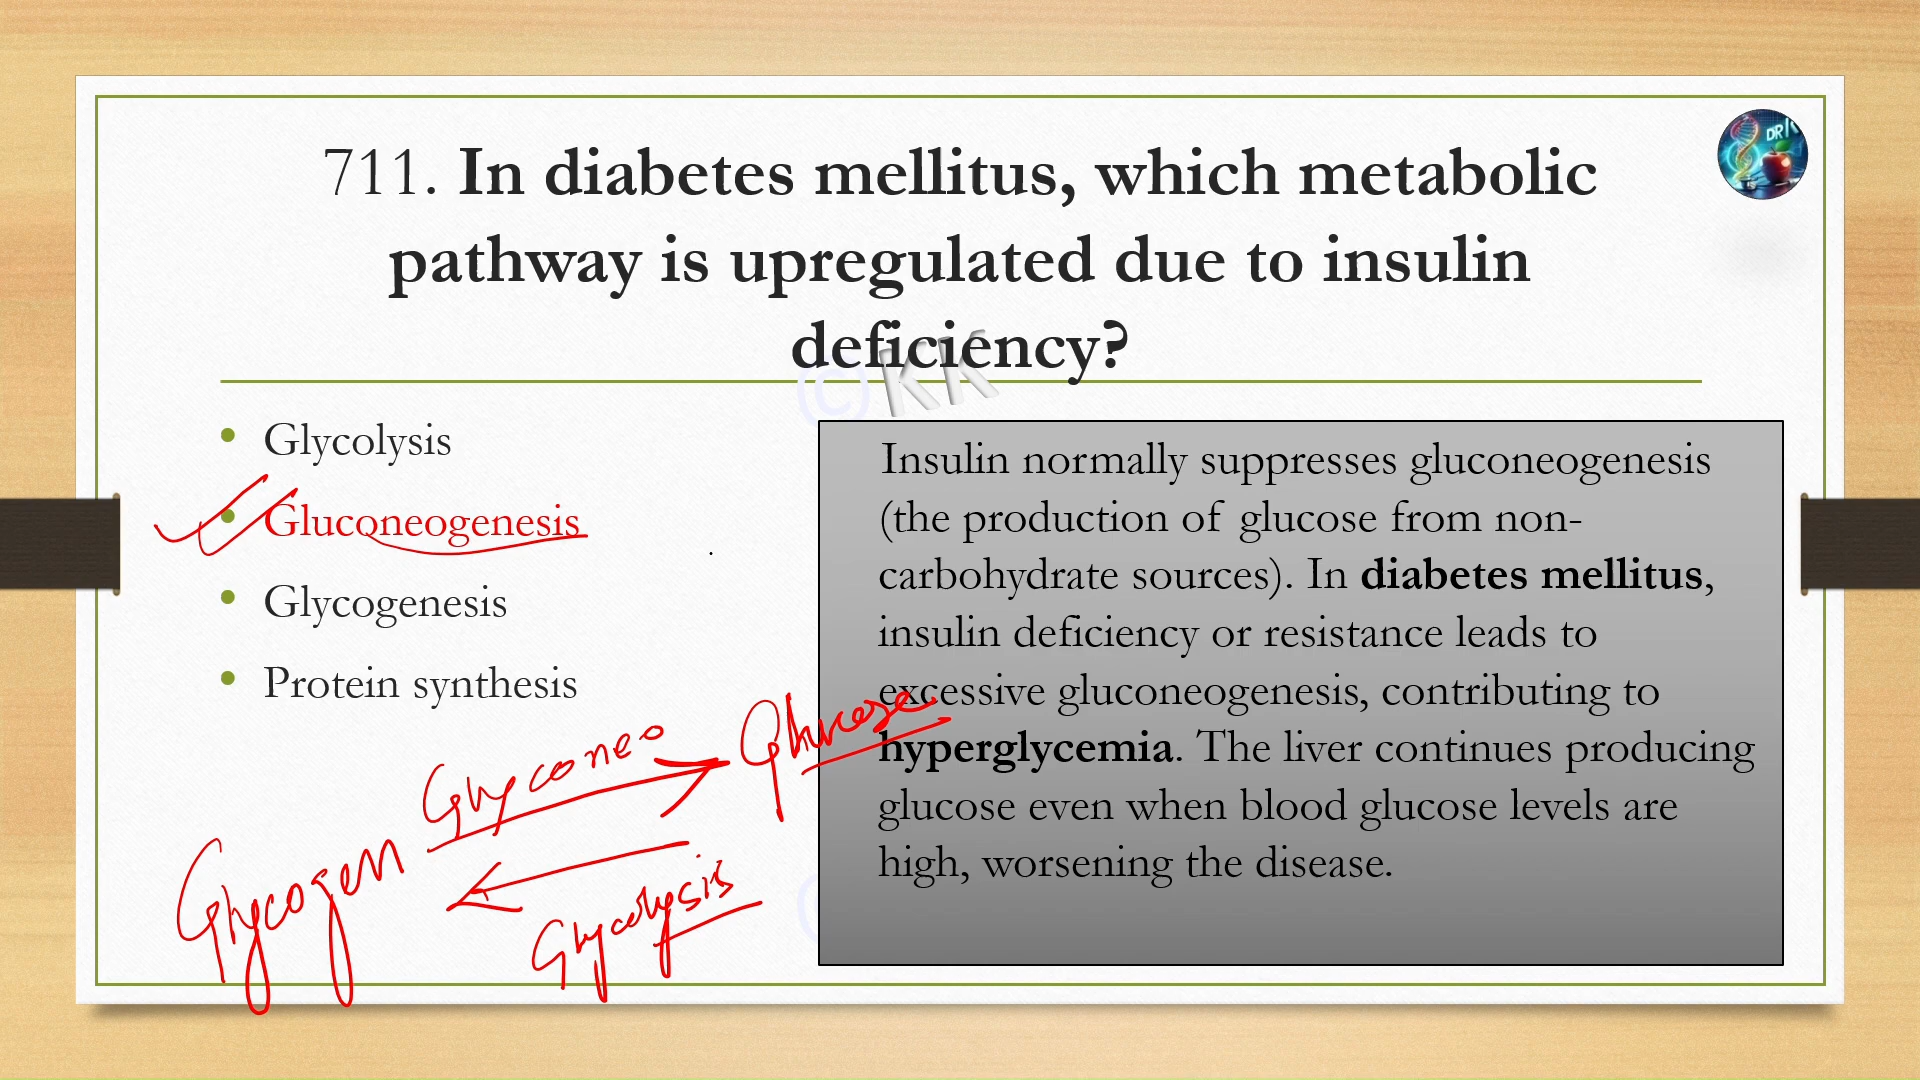 711. In diabetes mellitus, which metabolic
pathway is upregulated due to insulin
deficiency?
DR K
©KK
• Glycolysis
• Gluconeogenesis
• Glycogenesis
• Protein synthesis
Insulin normally suppresses gluconeogenesis
(the production of glucose from non-
carbohydrate sources). In diabetes mellitus,
insulin deficiency or resistance leads to
excessive gluconeogenesis, contributing to
hyperglycemia. The liver continues producing
glucose even when blood glucose levels are
high, worsening the disease.
Glyconeo
Glucose
Glycogen
Glycolysis